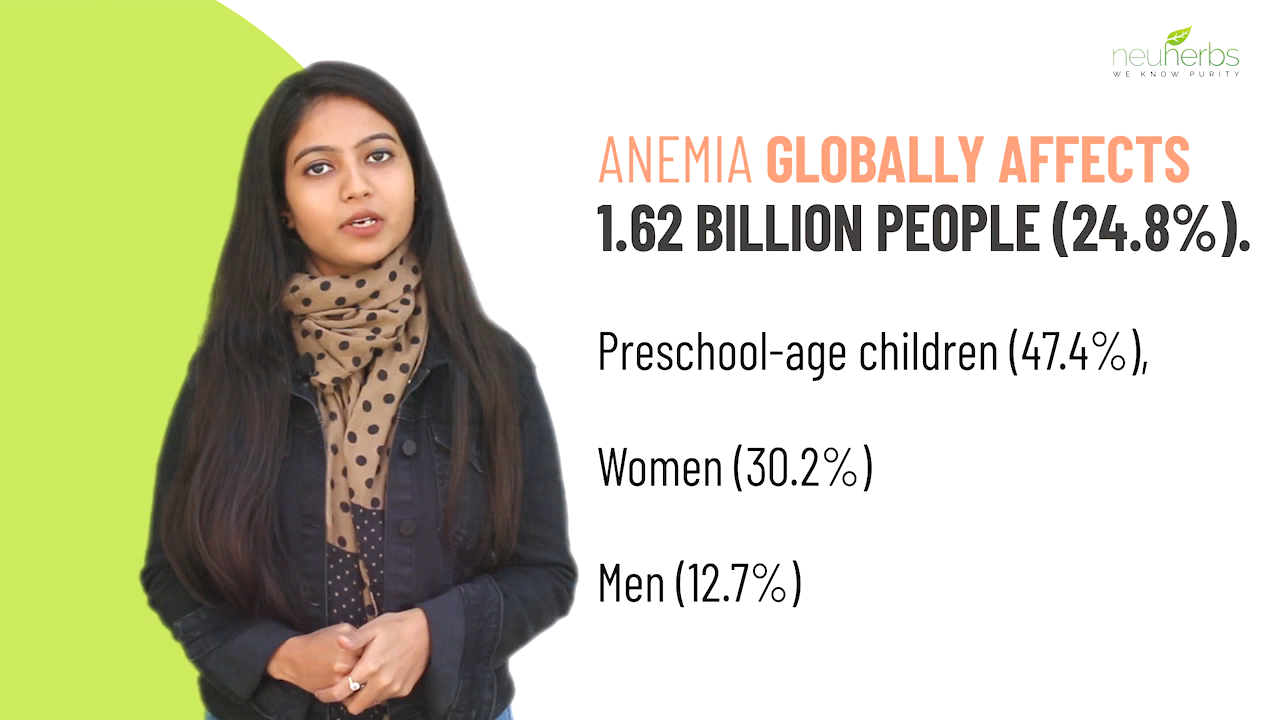 neuherbs
WE KNOW PURITY
ANEMIA GLOBALLY AFFECTS
1.62 BILLION PEOPLE (24.8%).
Preschool-age children (47.4%),
Women (30.2%)
Men (12.7%)